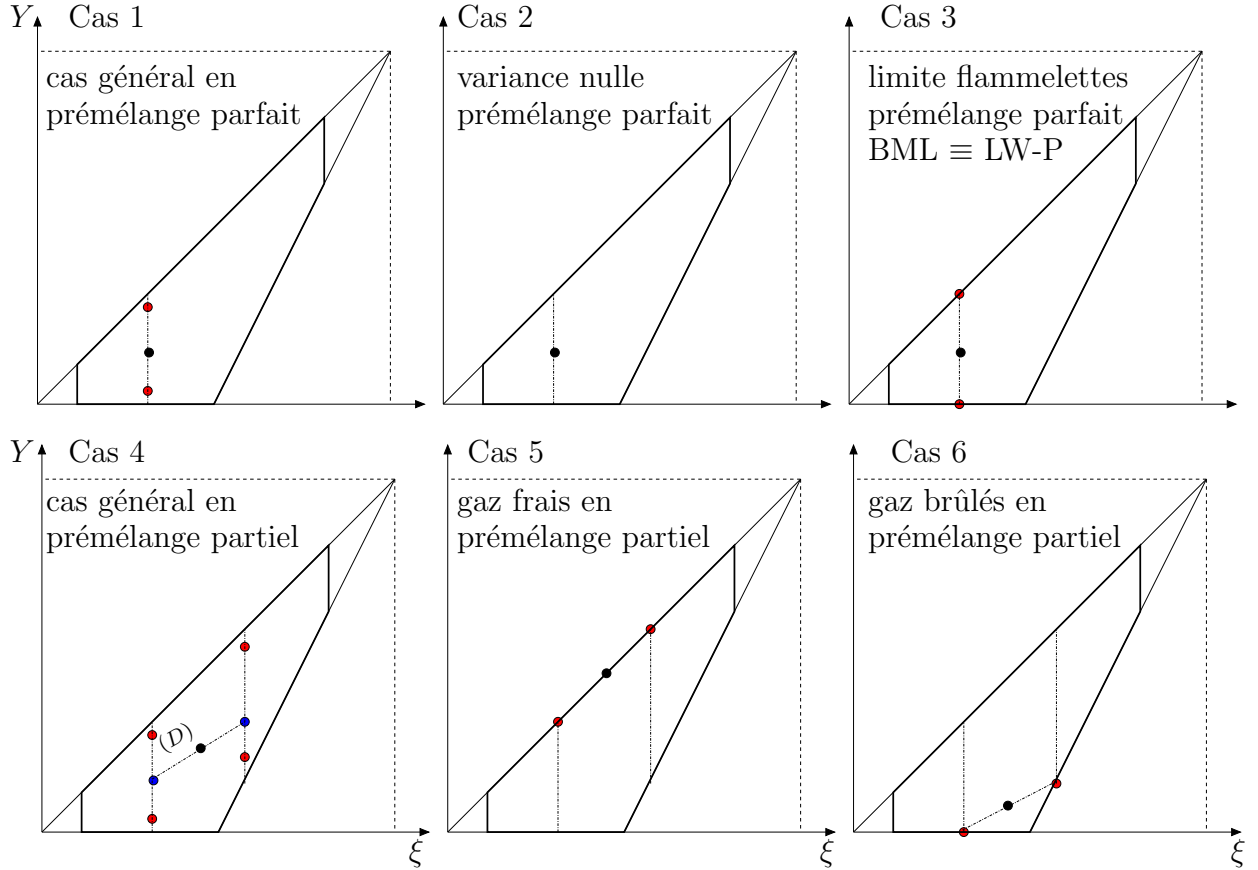 Y Cas 1
cas général en
prémélange parfait
Cas 2
variance nulle
prémélange parfait
Cas 3
limite flammelettes
prémélange parfait
BML ≡ LW-P
Y Cas 4
cas général en
prémélange partiel
(D)
ξ
Cas 5
gaz frais en
prémélange partiel
ξ
Cas 6
gaz brûlés en
prémélange partiel
ξ